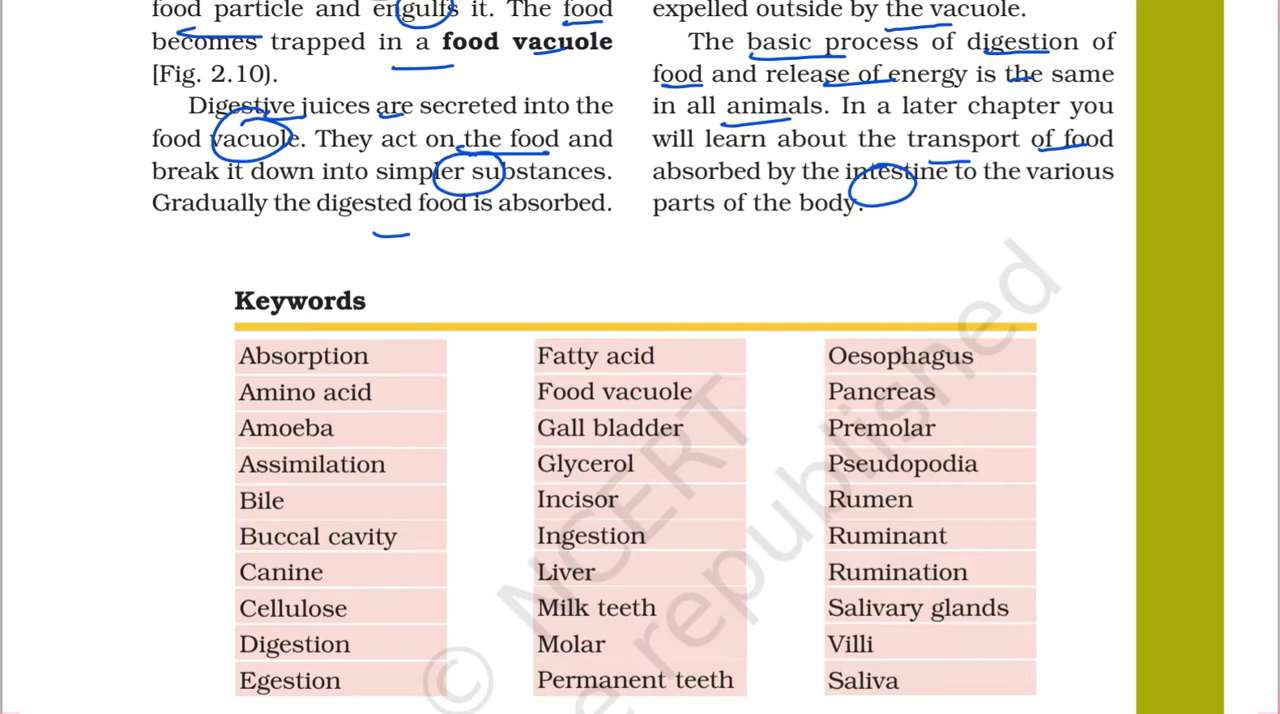 food particle and engulfs it. The food
becomes trapped in a food vacuole
[Fig. 2.10).
Digestive juices are secreted into the
food vacuole. They act on the food and
break it down into simpler substances.
Gradually the digested food is absorbed.
expelled outside by the vacuole.
The basic process of digestion of
food and release of energy is the same
in all animals. In a later chapter you
will learn about the transport of food
absorbed by the intestine to the various
parts of the body.
Keywords
Absorption
Amino acid
Amoeba
Assimilation
Bile
Buccal cavity
Canine
Cellulose
Digestion
Egestion
Fatty acid
Food vacuole
Gall bladder
Glycerol
Incisor
Ingestion
Liver
Milk teeth
Molar
Permanent teeth
Oesophagus
Pancreas
Premolar
Pseudopodia
Rumen
Ruminant
Rumination
Salivary glands
Villi
Saliva
© NCERT
e republished